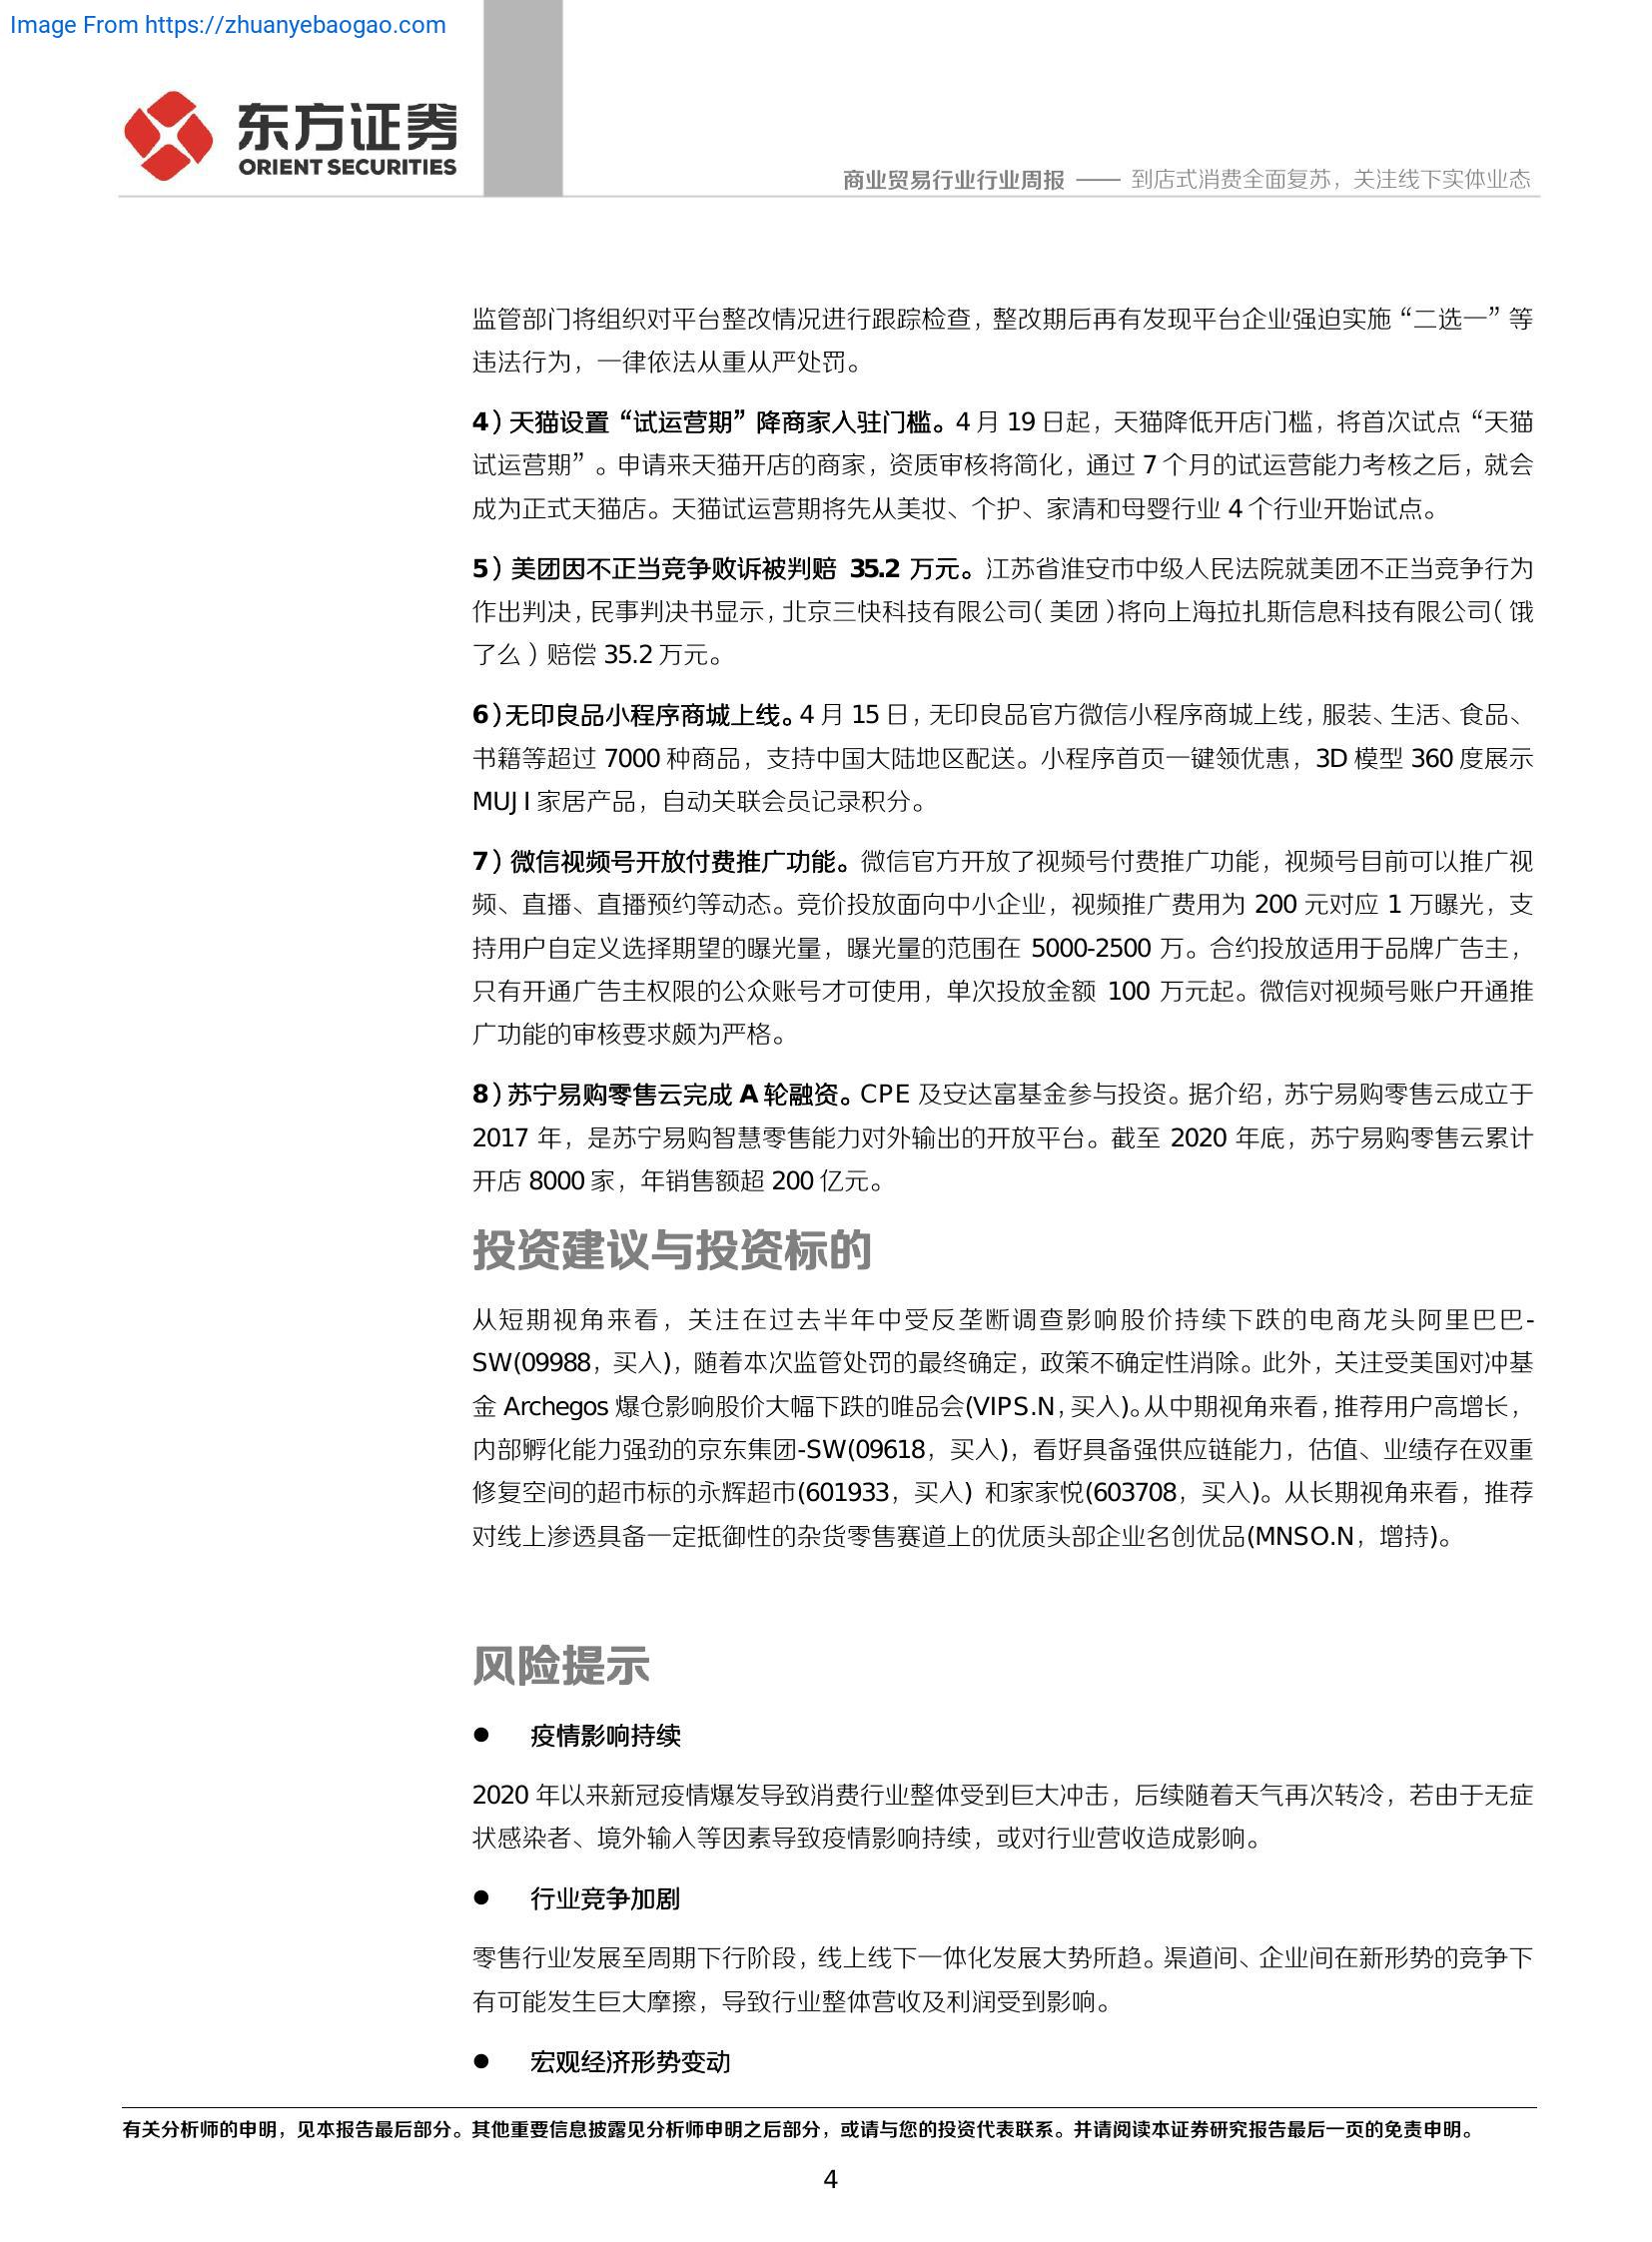 Image From https://zhuanyebaogao.com
东方证券
ORIENT SECURITIES
商业贸易行业行业周报 —— 到店式消费全面复苏，关注线下实体业态
监管部门将组织对平台整改情况进行跟踪检查，整改期后再有发现平台企业强迫实施“二选一”等
违法行为，一律依法从重从严处罚。
4）天猫设置“试运营期”降商家入驻门槛。4 月 19 日起，天猫降低开店门槛，将首次试点“天猫
试运营期”。申请来天猫开店的商家，资质审核将简化，通过 7 个月的试运营能力考核之后，就会
成为正式天猫店。天猫试运营期将先从美妆、个护、家清和母婴行业 4 个行业开始试点。
5）美团因不正当竞争败诉被判赔 35.2 万元。江苏省淮安市中级人民法院就美团不正当竞争行为
作出判决，民事判决书显示，北京三快科技有限公司（美团）将向上海拉扎斯信息科技有限公司（饿
了么）赔偿 35.2 万元。
6）无印良品小程序商城上线。4 月 15 日，无印良品官方微信小程序商城上线，服装、生活、食品、
书籍等超过 7000 种商品，支持中国大陆地区配送。小程序首页一键领优惠，3D 模型 360 度展示
MUJI 家居产品，自动关联会员记录积分。
7）微信视频号开放付费推广功能。微信官方开放了视频号付费推广功能，视频号目前可以推广视
频、直播、直播预约等动态。竞价投放面向中小企业，视频推广费用为 200 元对应 1 万曝光，支
持用户自定义选择期望的曝光量，曝光量的范围在 5000-2500 万。合约投放适用于品牌广告主，
只有开通广告主权限的公众账号才可使用，单次投放金额 100 万元起。微信对视频号账户开通推
广功能的审核要求颇为严格。
8）苏宁易购零售云完成 A 轮融资。CPE 及安达富基金参与投资。据介绍，苏宁易购零售云成立于
2017 年，是苏宁易购智慧零售能力对外输出的开放平台。截至 2020 年底，苏宁易购零售云累计
开店 8000 家，年销售额超 200 亿元。
投资建议与投资标的
从短期视角来看，关注在过去半年中受反垄断调查影响股价持续下跌的电商龙头阿里巴巴-
SW(09988，买入)，随着本次监管处罚的最终确定，政策不确定性消除。此外，关注受美国对冲基
金 Archegos 爆仓影响股价大幅下跌的唯品会(VIPS.N，买入)。从中期视角来看，推荐用户高增长，
内部孵化能力强劲的京东集团-SW(09618，买入)，看好具备强供应链能力，估值、业绩存在双重
修复空间的超市标的永辉超市(601933，买入) 和家家悦(603708，买入)。从长期视角来看，推荐
对线上渗透具备一定抵御性的杂货零售赛道上的优质头部企业名创优品(MNSO.N，增持)。
风险提示
● 疫情影响持续
2020 年以来新冠疫情爆发导致消费行业整体受到巨大冲击，后续随着天气再次转冷，若由于无症
状感染者、境外输入等因素导致疫情影响持续，或对行业营收造成影响。
● 行业竞争加剧
零售行业发展至周期下行阶段，线上线下一体化发展大势所趋。渠道间、企业间在新形势的竞争下
有可能发生巨大摩擦，导致行业整体营收及利润受到影响。
● 宏观经济形势变动
有关分析师的申明，见本报告最后部分。其他重要信息披露见分析师申明之后部分，或请与您的投资代表联系。并请阅读本证券研究报告最后一页的免责申明。
4